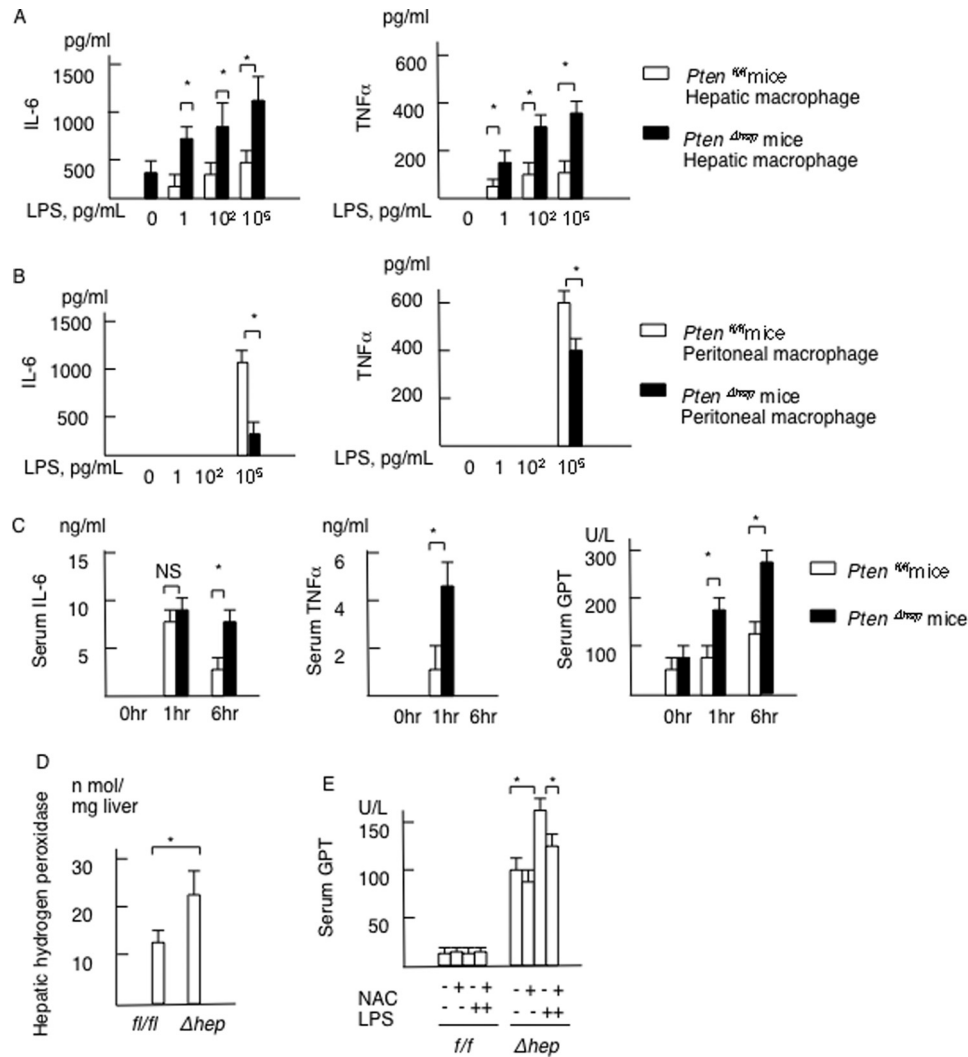 A
pg/ml
1500
1000
500
IL-6
LPS, pg/mL
0 1 10² 10⁵
* * *
pg/ml
600
400
200
TNFα
0 1 10² 10⁵
* * *
Pten fl/fl mice
Hepatic macrophage
Pten Δhep mice
Hepatic macrophage
B
pg/ml
1500
1000
500
IL-6
LPS, pg/mL
0 1 10² 10⁵
*
pg/ml
600
400
200
TNFα
0 1 10² 10⁵
*
Pten fl/fl mice
Peritoneal macrophage
Pten Δhep mice
Peritoneal macrophage
C
ng/ml
15
10
5
Serum IL-6
NS *
0hr 1hr 6hr
ng/ml
6
4
2
Serum TNFα
*
0hr 1hr 6hr
U/L
300
200
100
Serum GPT
* *
0hr 1hr 6hr
Pten fl/fl mice
Pten Δhep mice
D
n mol/
mg liver
30
20
10
Hepatic hydrogen peroxidase
*
fl/fl Δhep
E
U/L
150
100
50
Serum GPT
* *
NAC - + - + - + - +
LPS - - + + - - + +
f/f Δhep